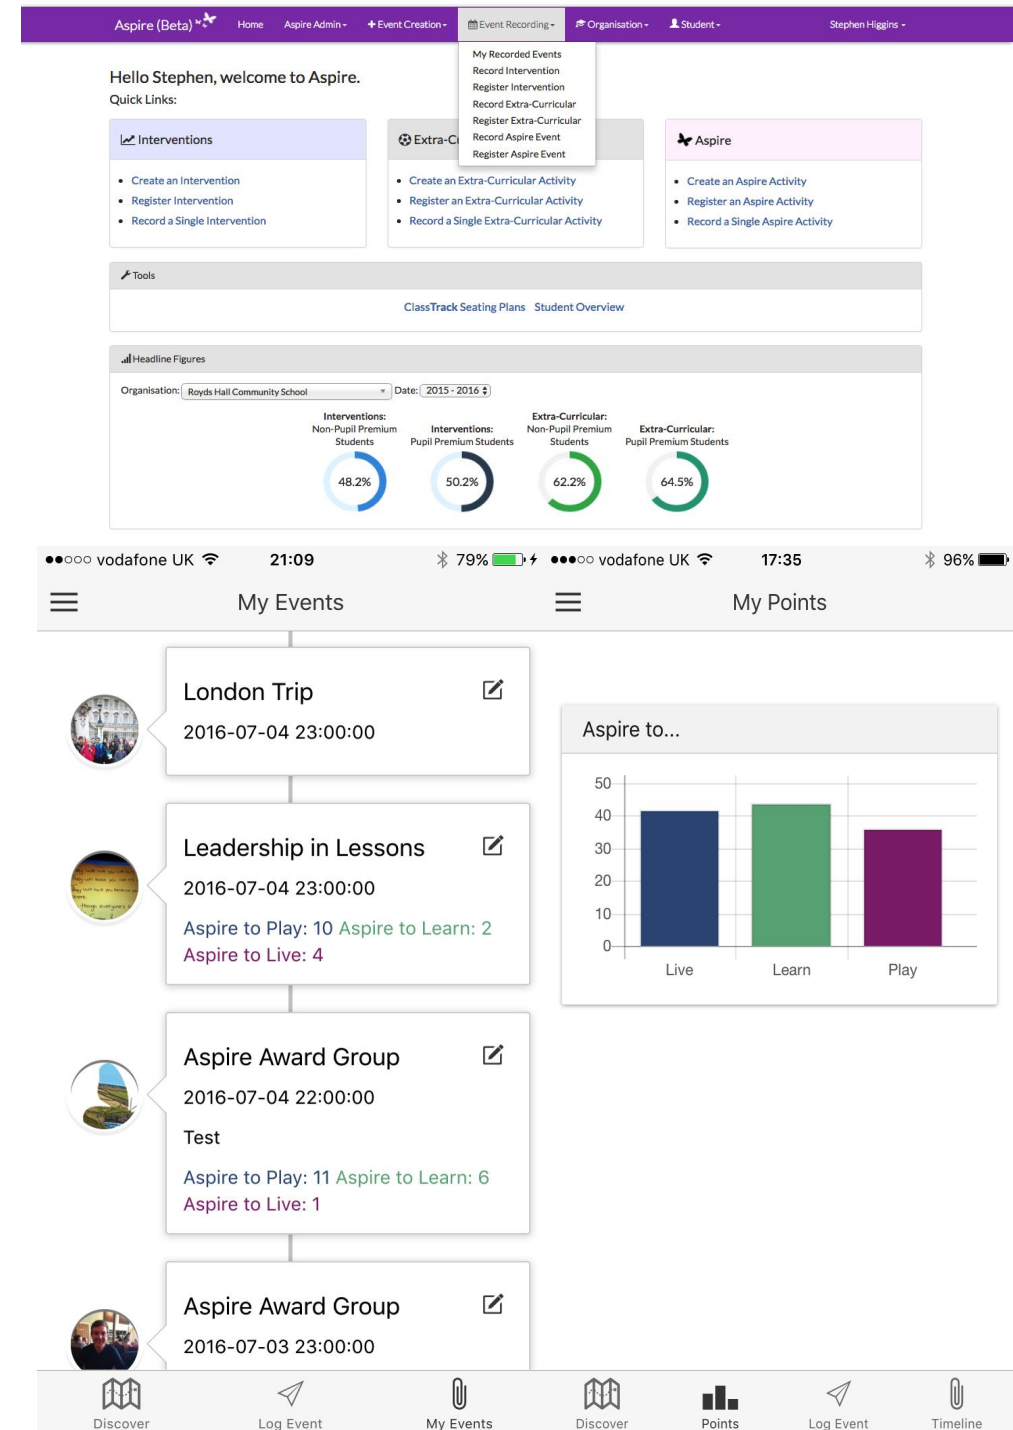 Aspire (Beta) Home Aspire Admin + Event Creation Event Recording Organisation Student Stephen Higgins
My Recorded Events
Record Intervention
Register Intervention
Record Extra-Curricular
Register Extra-Curricular
Record Aspire Event
Register Aspire Event
Hello Stephen, welcome to Aspire.
Quick Links:
Interventions
Create an Intervention
Register Intervention
Record a Single Intervention
Extra-C
Create an Extra-Curricular Activity
Register an Extra-Curricular Activity
Record a Single Extra-Curricular Activity
Aspire
Create an Aspire Activity
Register an Aspire Activity
Record a Single Aspire Activity
Tools
ClassTrack Seating Plans Student Overview
Headline Figures
Organisation: Royds Hall Community School Date: 2015 - 2016
Interventions:
Non-Pupil Premium
Students
48.2%
Interventions:
Pupil Premium Students
50.2%
Extra-Curricular:
Non-Pupil Premium
Students
62.2%
Extra-Curricular:
Pupil Premium Students
64.5%
vodafone UK 21:09 79%
My Events
London Trip
2016-07-04 23:00:00
Leadership in Lessons
2016-07-04 23:00:00
Aspire to Play: 10 Aspire to Learn: 2
Aspire to Live: 4
Aspire Award Group
2016-07-04 22:00:00
Test
Aspire to Play: 11 Aspire to Learn: 6
Aspire to Live: 1
Aspire Award Group
2016-07-03 23:00:00
Discover Log Event My Events
vodafone UK 17:35 96%
My Points
Aspire to...
50
40
30
20
10
0
Live Learn Play
Discover Points Log Event Timeline